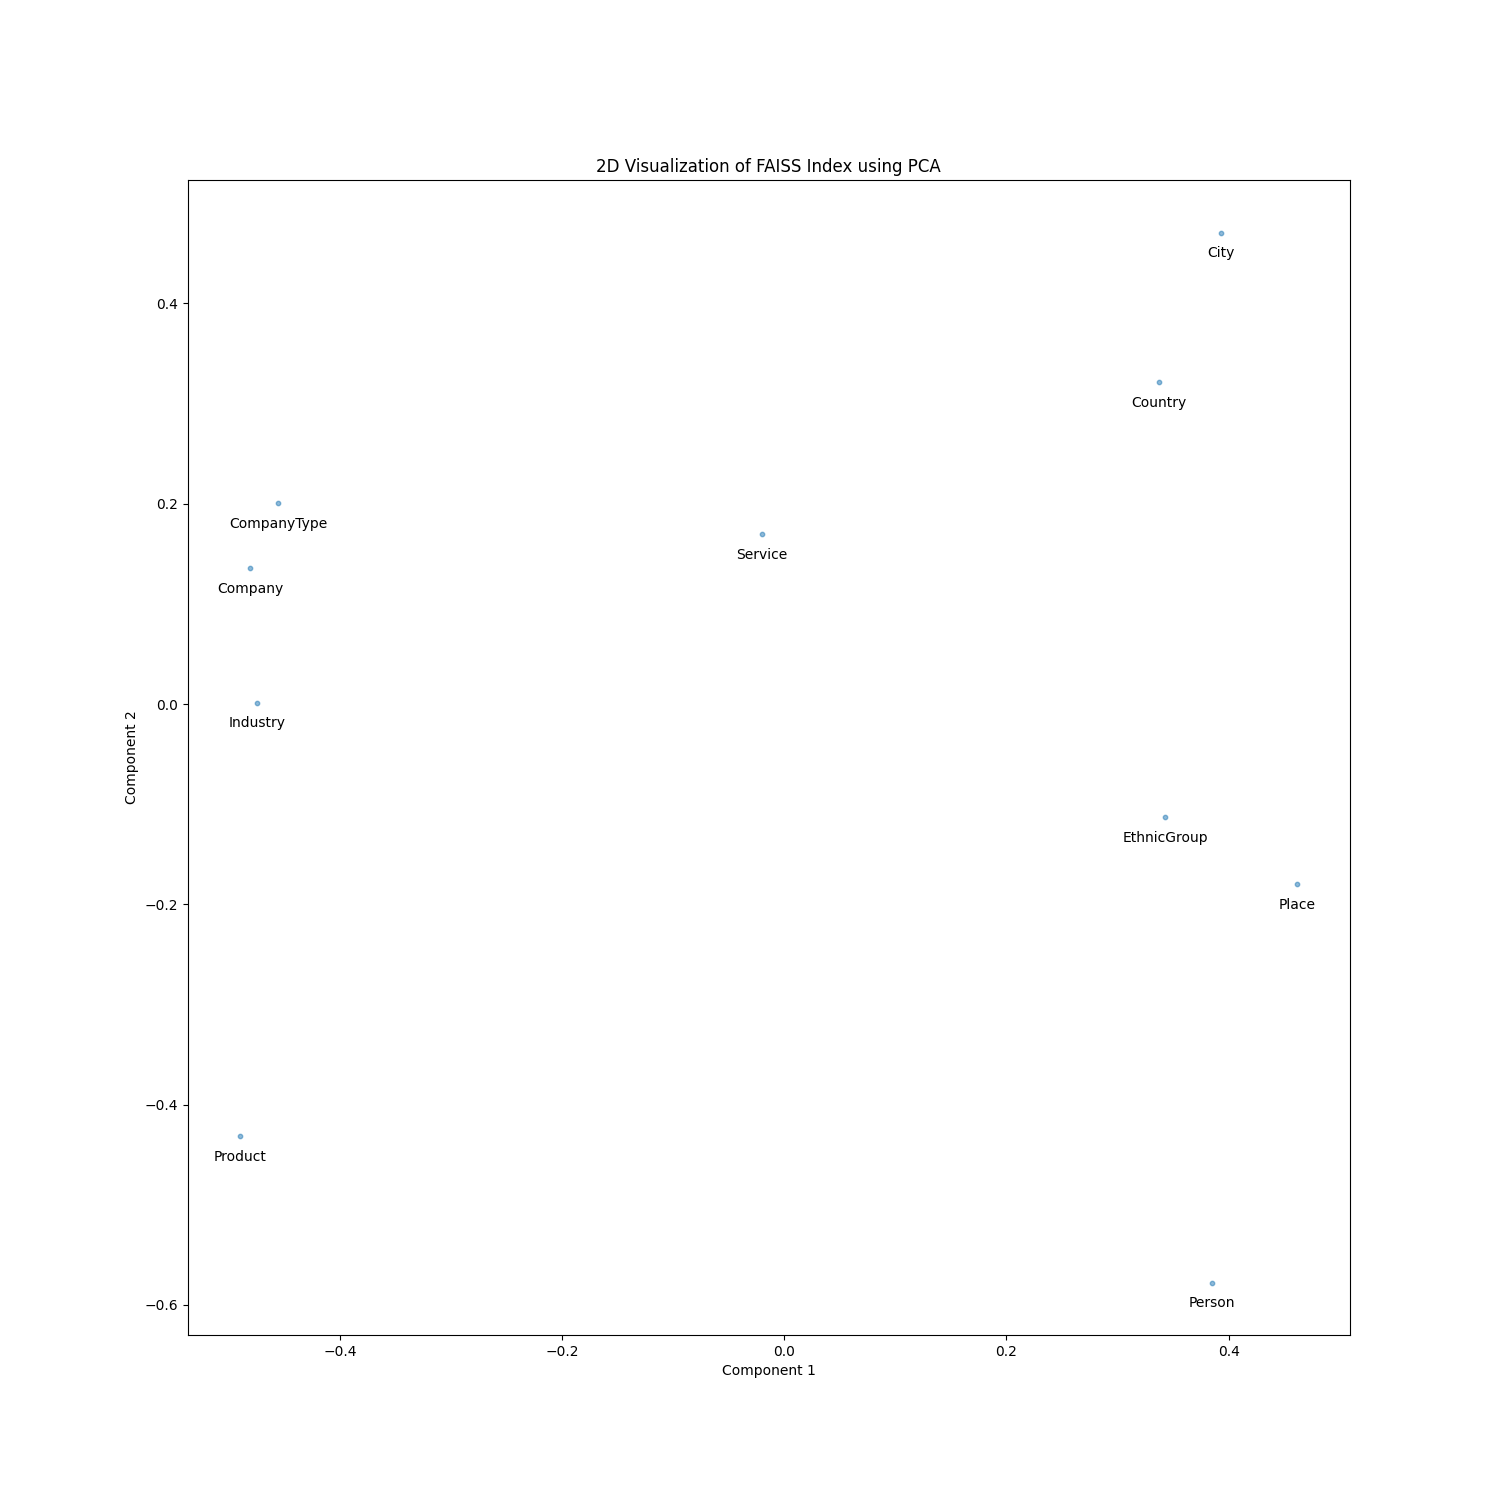 2D Visualization of FAISS Index using PCA
City
0.4
Country
0.2
CompanyType
Service
Company
0.0
Industry
Component 2
EthnicGroup
−0.2
Place
−0.4
Product
−0.6
Person
−0.4 −0.2 0.0 0.2 0.4
Component 1